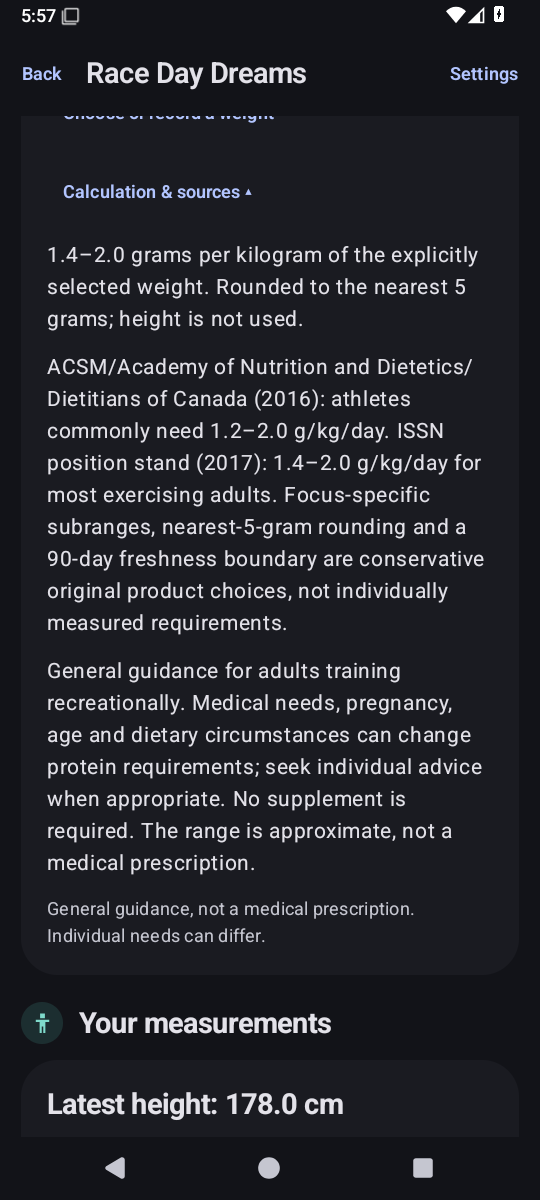 5:57
Back
Race Day Dreams
Settings
Choose or record a weight
Calculation & sources ▴
1.4–2.0 grams per kilogram of the explicitly
selected weight. Rounded to the nearest 5
grams; height is not used.
ACSM/Academy of Nutrition and Dietetics/
Dietitians of Canada (2016): athletes
commonly need 1.2–2.0 g/kg/day. ISSN
position stand (2017): 1.4–2.0 g/kg/day for
most exercising adults. Focus-specific
subranges, nearest-5-gram rounding and a
90-day freshness boundary are conservative
original product choices, not individually
measured requirements.
General guidance for adults training
recreationally. Medical needs, pregnancy,
age and dietary circumstances can change
protein requirements; seek individual advice
when appropriate. No supplement is
required. The range is approximate, not a
medical prescription.
General guidance, not a medical prescription.
Individual needs can differ.
Your measurements
Latest height: 178.0 cm